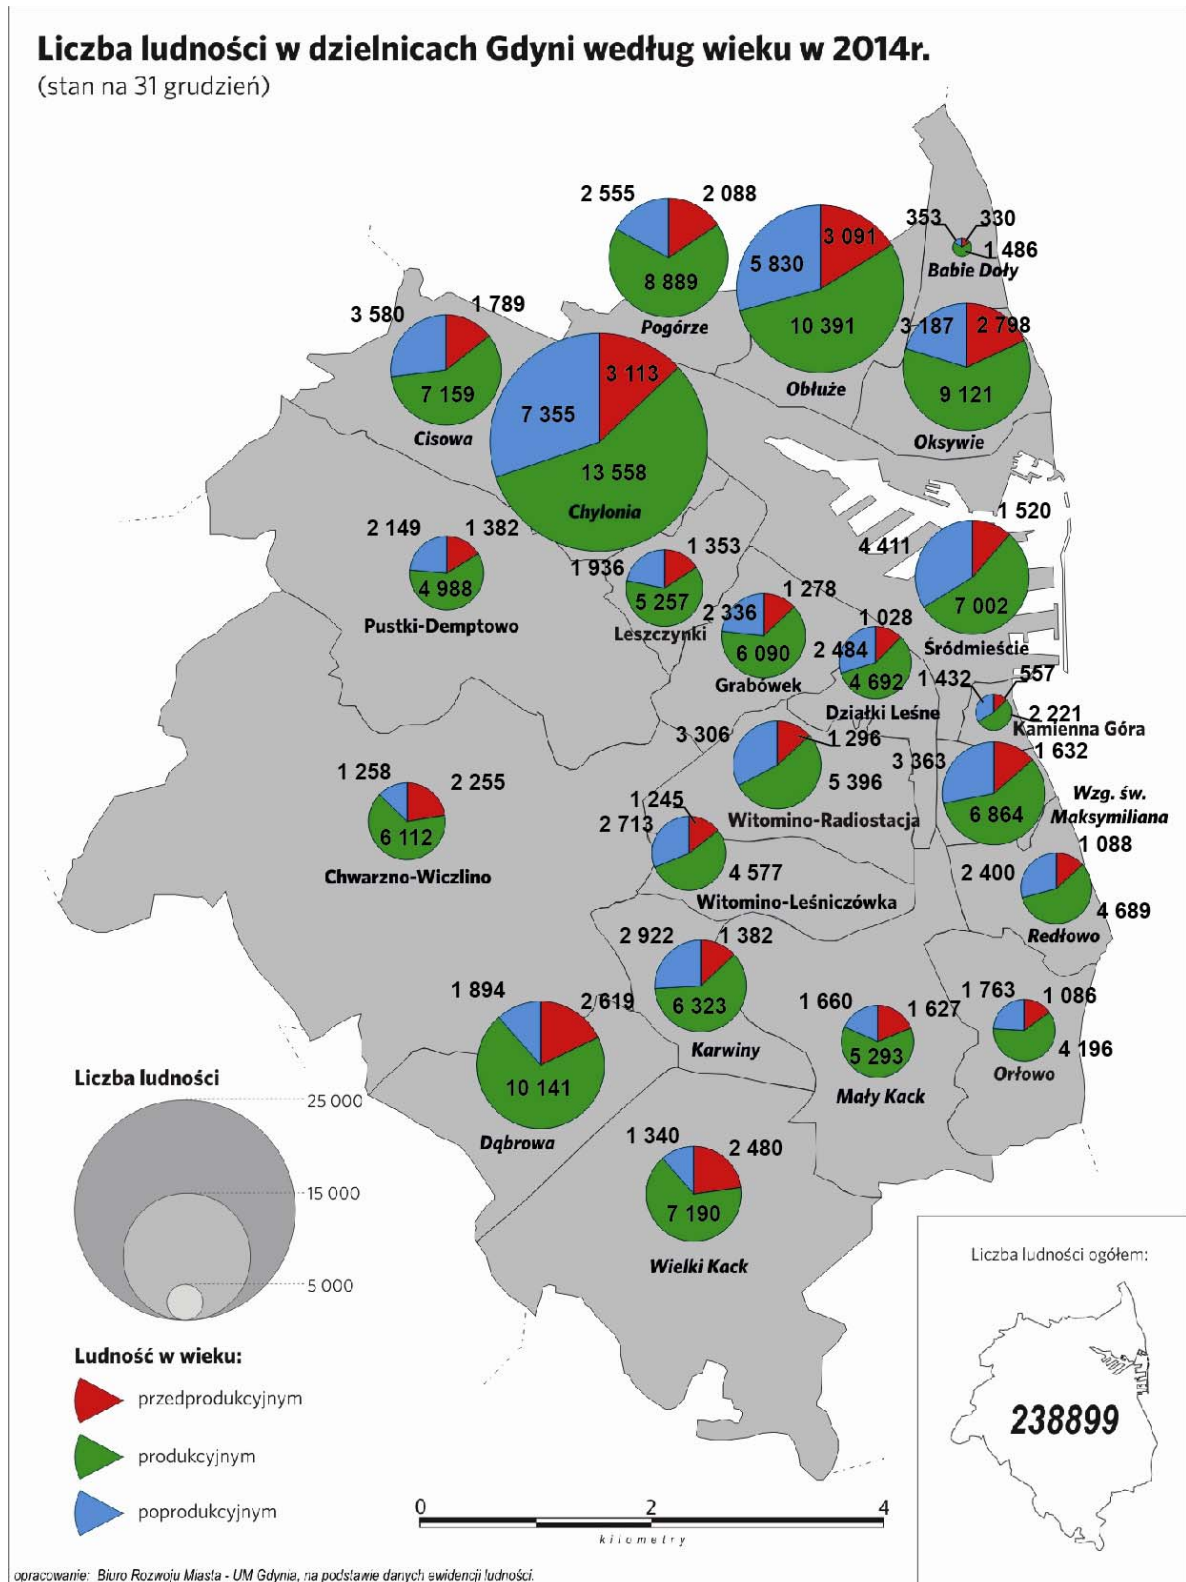 Liczba ludności w dzielnicach Gdyni według wieku w 2014r.
(stan na 31 grudzień)
2 555
2 088
8 889
Pogórze
5 830
3 091
10 391
Obłuże
353
330
1 486
Babie Doły
3 187
2 798
9 121
Oksywie
3 580
1 789
7 159
Cisowa
7 355
3 113
13 558
Chylonia
2 149
1 382
4 988
Pustki-Demptowo
1 936
1 353
5 257
Leszczynki
2 336
1 278
6 090
Grabówek
2 484
1 028
4 692
Działki Leśne
4 411
1 520
7 002
Śródmieście
1 432
557
2 221
Kamienna Góra
3 306
1 296
5 396
Witomino-Radiostacja
3 363
1 632
6 864
Wzg. św.
Maksymiliana
1 258
2 255
6 112
Chwarzno-Wiczlino
2 713
1 245
4 577
Witomino-Leśniczówka
2 400
1 088
4 689
Redłowo
2 922
1 382
6 323
Karwiny
1 894
2 619
10 141
Dąbrowa
1 660
1 627
5 293
Mały Kack
1 763
1 086
4 196
Orłowo
1 340
2 480
7 190
Wielki Kack
Liczba ludności
25 000
15 000
5 000
Ludność w wieku:
przedprodukcyjnym
produkcyjnym
poprodukcyjnym
0 2 4
kilometry
Liczba ludności ogółem:
238899
opracowanie: Biuro Rozwoju Miasta - UM Gdynia, na podstawie danych ewidencji ludności.